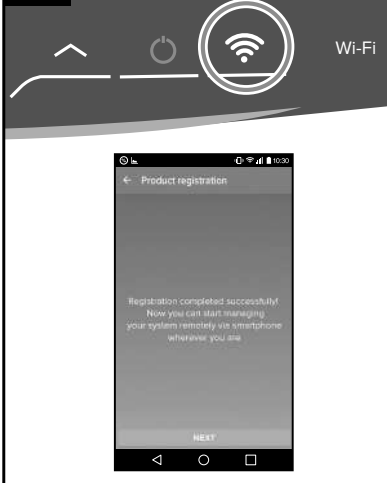 Wi-Fi
10:30
Product registration
Registration completed successfully!
Now you can start managing
your system remotely via smartphone
wherever you are
NEXT